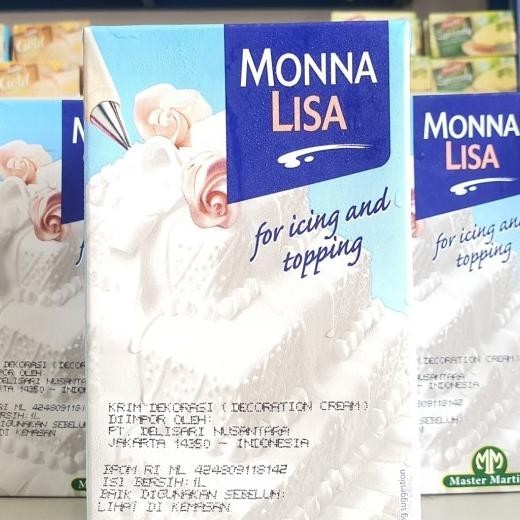 MONNA
LISA
for icing and
topping
KRIM DEKORASI (DECORATION CREAM)
DIIMPOR OLEH:
PT. DELISARI NUSANTARA
JAKARTA 14350 - INDONESIA
BPOM RI ML 424809118142
ISI BERSIH: 1L
BAIK DIGUNAKAN SEBELUM:
LIHAT DI KEMASAN
MONNA
LISA
for icing and
topping
Master Marti